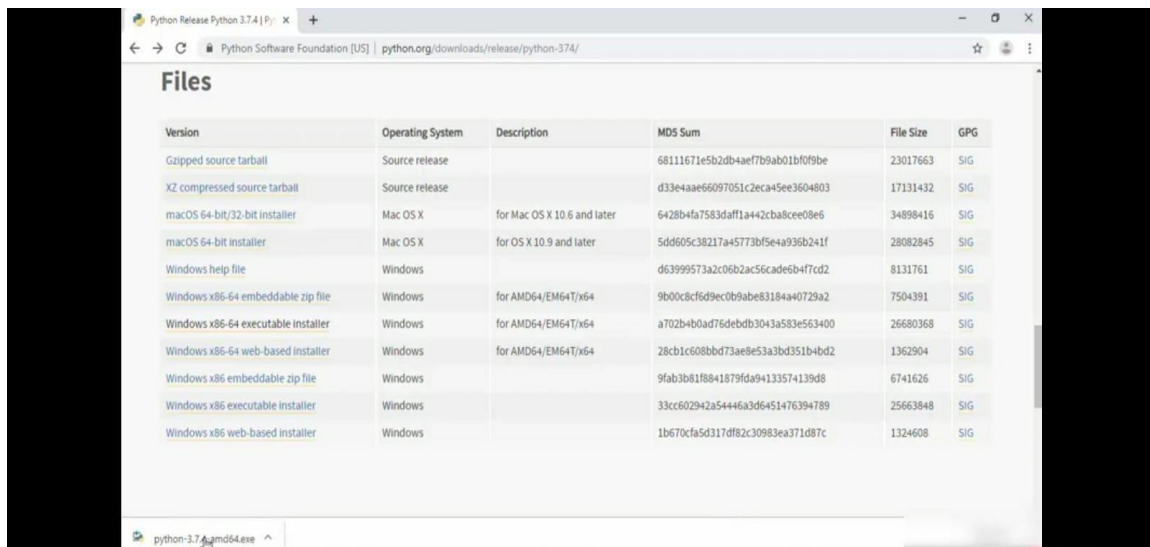 Python Release Python 3.7.4 | Py
Python Software Foundation [US] | python.org/downloads/release/python-374/
Files
Version Operating System Description MD5 Sum File Size GPG
Gzipped source tarball Source release 68111671e5b2db4aef7b9ab01bf0f9be 23017663 SIG
XZ compressed source tarball Source release d33e4aae66097051c2eca45ee3604803 17131432 SIG
macOS 64-bit/32-bit installer Mac OS X for Mac OS X 10.6 and later 6428b4fa7583daff1a442cba8cee08e6 34898416 SIG
macOS 64-bit installer Mac OS X for OS X 10.9 and later 5dd605c38217a45773bf5e4a936b241f 28082845 SIG
Windows help file Windows d63999573a2c06b2ac56cade6b4f7cd2 8131761 SIG
Windows x86-64 embeddable zip file Windows for AMD64/EM64T/x64 9b00c8cf6d9ec0b9abe83184a40729a2 7504391 SIG
Windows x86-64 executable installer Windows for AMD64/EM64T/x64 a702b4b0ad76debdb3043a583e563400 26680368 SIG
Windows x86-64 web-based installer Windows for AMD64/EM64T/x64 28cb1c608bbd73ae8e53a3bd351b4bd2 1362904 SIG
Windows x86 embeddable zip file Windows 9fab3b81f8841879fda94133574139d8 6741626 SIG
Windows x86 executable installer Windows 33cc602942a54446a3d6451476394789 25663848 SIG
Windows x86 web-based installer Windows 1b670cfa5d317df82c30983ea371d87c 1324608 SIG
python-3.7.4-amd64.exe